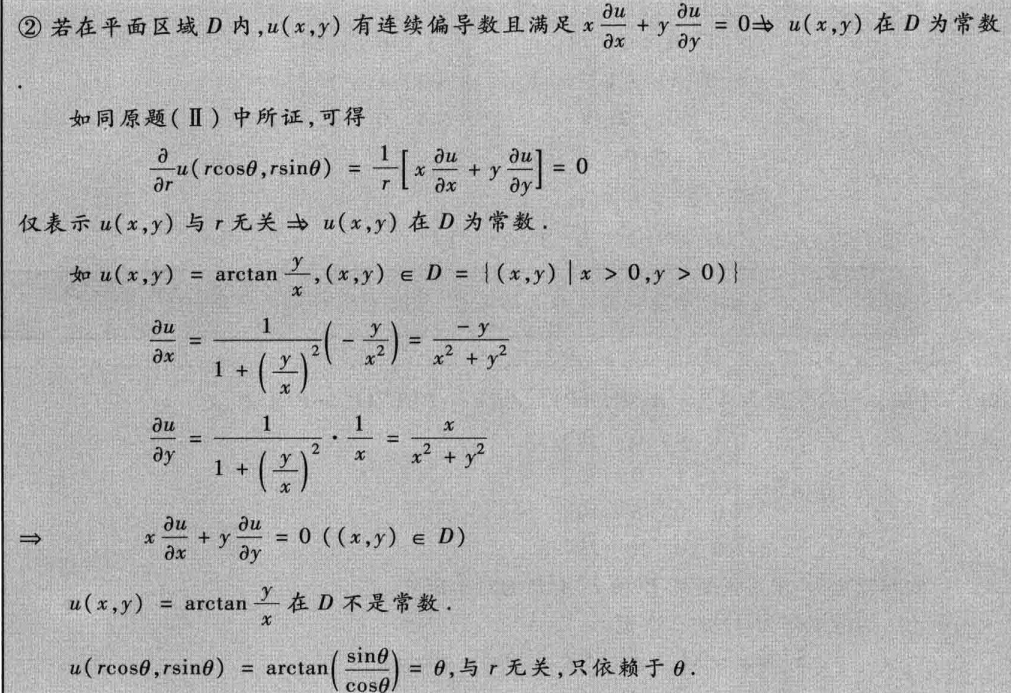 ② 若在平面区域 D 内,u(x,y) 有连续偏导数且满足 x ∂u/∂x + y ∂u/∂y = 0 ⇏ u(x,y) 在 D 为常数
.
如同原题(Ⅱ) 中所证,可得
∂/∂r u(rcosθ,rsinθ) = 1/r [x ∂u/∂x + y ∂u/∂y] = 0
仅表示 u(x,y) 与 r 无关 ⇏ u(x,y) 在 D 为常数 .
如 u(x,y) = arctan y/x ,(x,y) ∈ D = {(x,y) | x > 0,y > 0)}
∂u/∂x = 1/(1 + (y/x)²) (− y/x²) = −y/(x² + y²)
∂u/∂y = 1/(1 + (y/x)²) · 1/x = x/(x² + y²)
⇒ x ∂u/∂x + y ∂u/∂y = 0 ((x,y) ∈ D)
u(x,y) = arctan y/x 在 D 不是常数 .
u(rcosθ,rsinθ) = arctan(sinθ/cosθ) = θ,与 r 无关,只依赖于 θ .